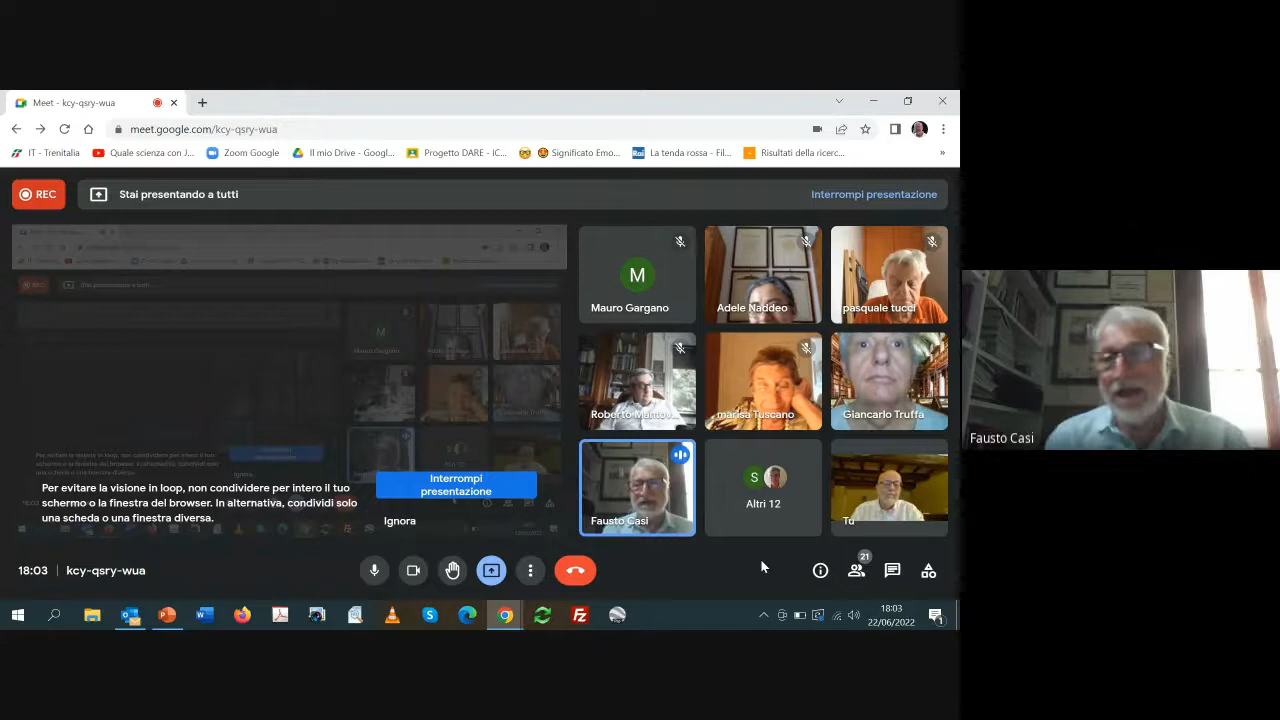 Meet - kcy-qsry-wua
meet.google.com/kcy-qsry-wua
IT - Trenitalia
Quale scienza con J...
Zoom Google
Il mio Drive - Googl...
Progetto DARE - IC...
Significato Emo...
La tenda rossa - Fil...
Risultati della ricerc...
REC
Stai presentando a tutti
Interrompi presentazione
M
Mauro Gargano
Adele Naddeo
pasquale tucci
marisa Tuscano
Giancarlo Truffa
Fausto Casi
S
Altri 12
Tu
Per evitare la visione in loop, non condividere per intero il tuo
schermo o la finestra del browser. In alternativa, condividi solo
una scheda o una finestra diversa.
Interrompi
presentazione
Ignora
18:03
kcy-qsry-wua
21
18:03
22/06/2022
Fausto Casi